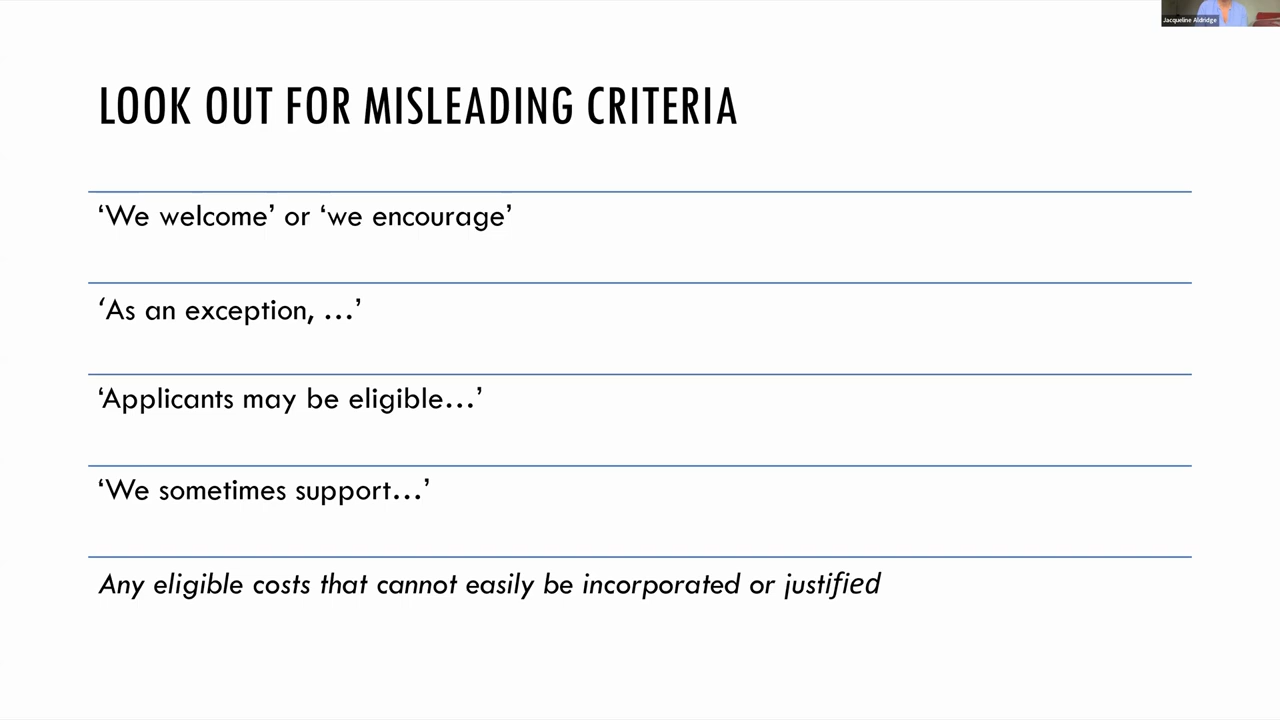 Jacqueline Aldridge
LOOK OUT FOR MISLEADING CRITERIA
‘We welcome’ or ‘we encourage’
‘As an exception, …’
‘Applicants may be eligible…’
‘We sometimes support…’
Any eligible costs that cannot easily be incorporated or justified